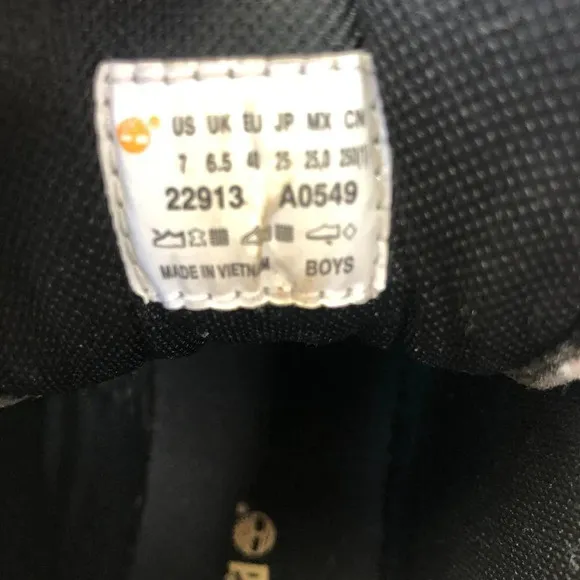 US UK EU JP MX CN
7 6.5 40 25 25,0
22913 A0549
MADE IN VIETNAM BOYS